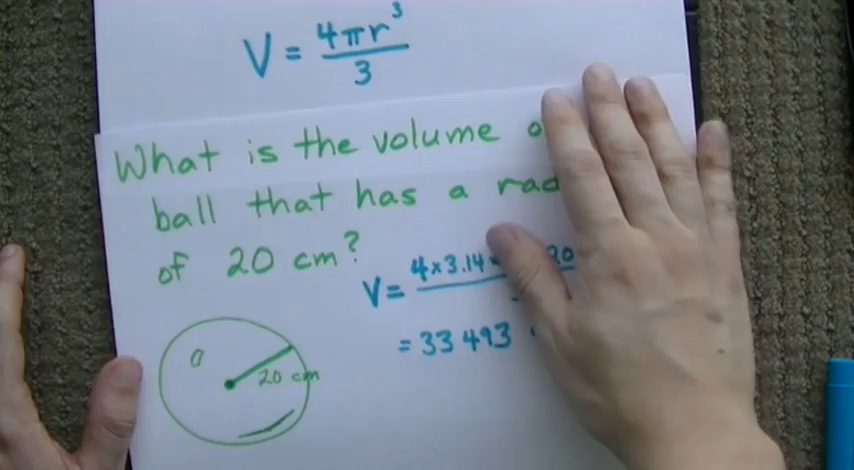 V = 4πr³/3
What is the volume
ball that has a
of 20 cm?
V = 4×3.14
= 33 493
20 cm